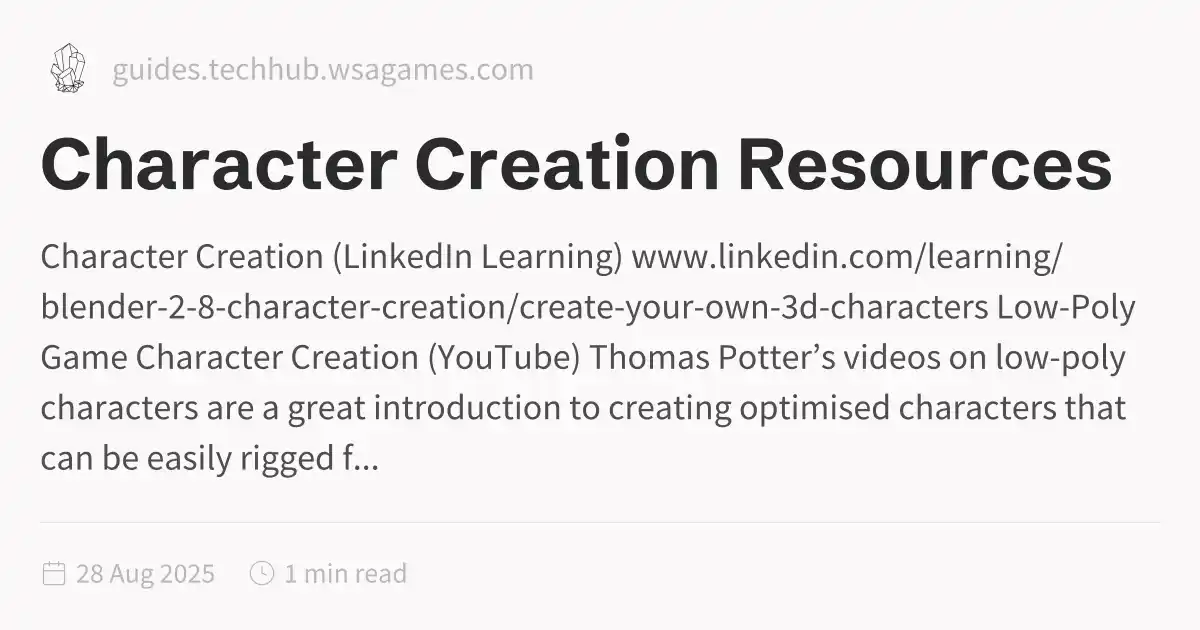 guides.techhub.wsagames.com
Character Creation Resources
Character Creation (LinkedIn Learning) www.linkedin.com/learning/
blender-2-8-character-creation/create-your-own-3d-characters Low-Poly
Game Character Creation (YouTube) Thomas Potter’s videos on low-poly
characters are a great introduction to creating optimised characters that
can be easily rigged f...
28 Aug 2025 1 min read